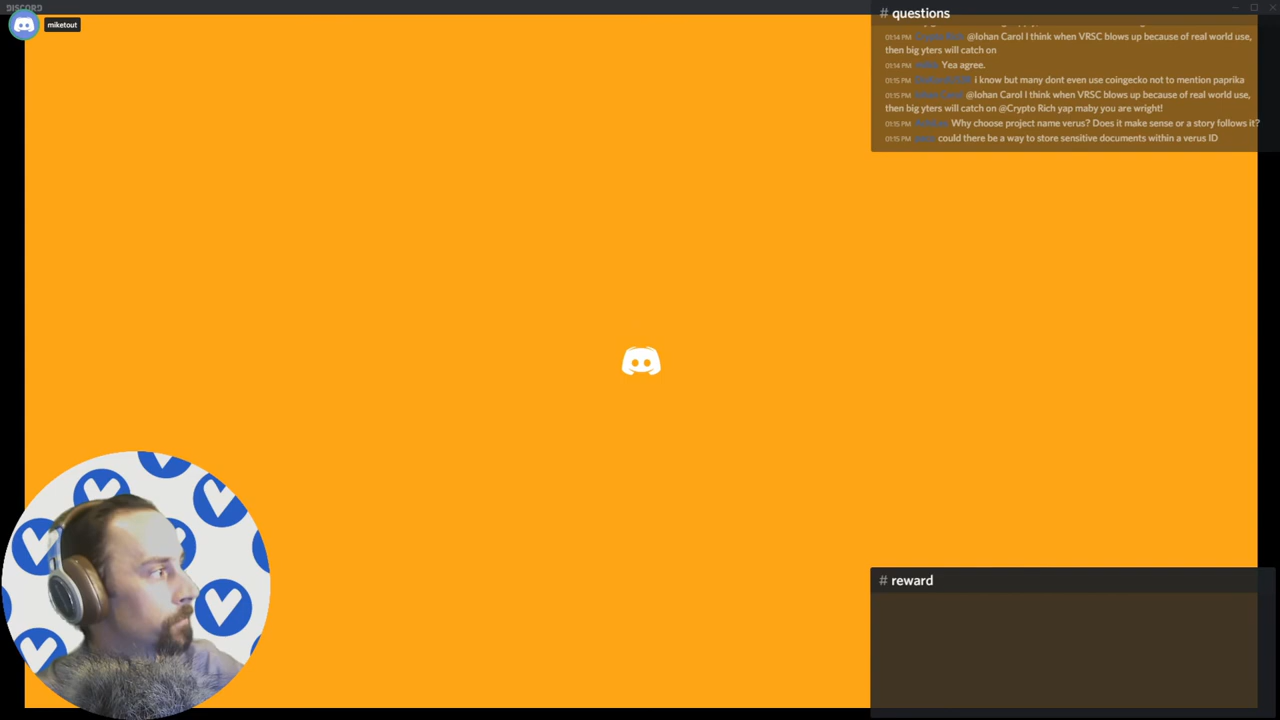 DISCORD
miketout
# questions
01:14 PM Crypto Rich @Iohan Carol I think when VRSC blows up because of real world use,
then big yters will catch on
01:14 PM Yea agree.
01:15 PM i know but many dont even use coingecko not to mention paprika
01:15 PM @Iohan Carol I think when VRSC blows up because of real world use,
then big yters will catch on @Crypto Rich yap maby you are wright!
01:15 PM Why choose project name verus? Does it make sense or a story follows it?
01:15 PM could there be a way to store sensitive documents within a verus ID
# reward